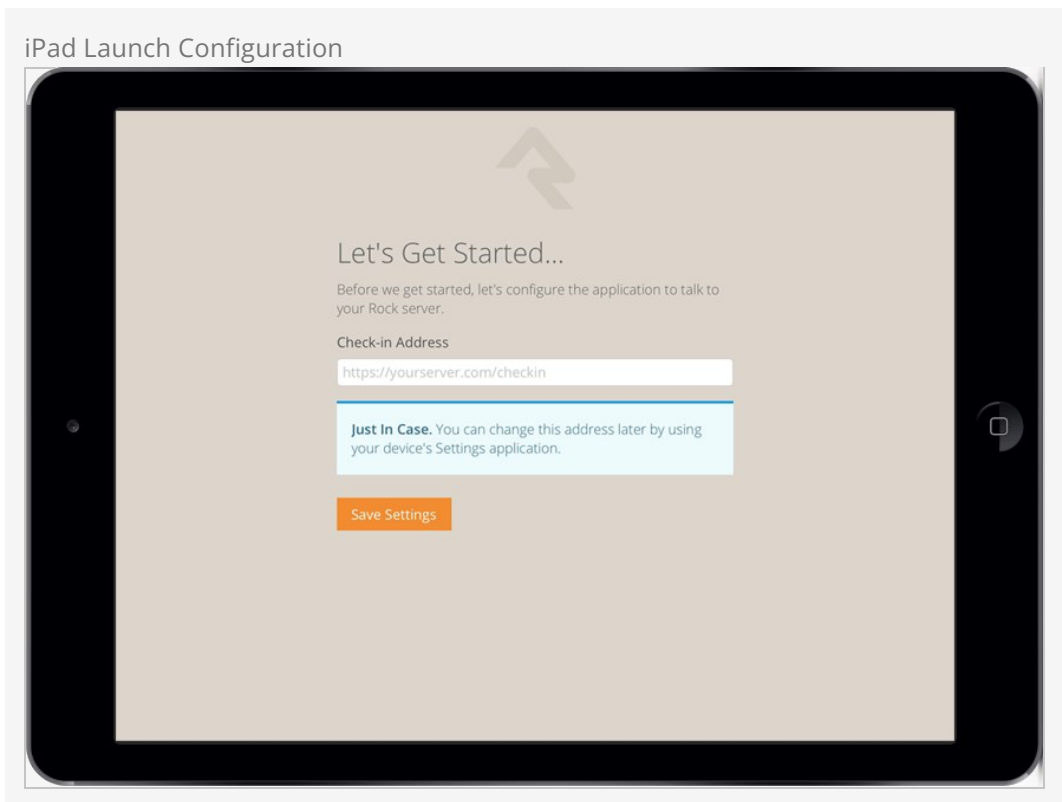 iPad Launch Configuration
Let's Get Started...
Before we get started, let's configure the application to talk to
your Rock server.
Check-in Address
https://yourserver.com/checkin
Just In Case. You can change this address later by using
your device's Settings application.
Save Settings